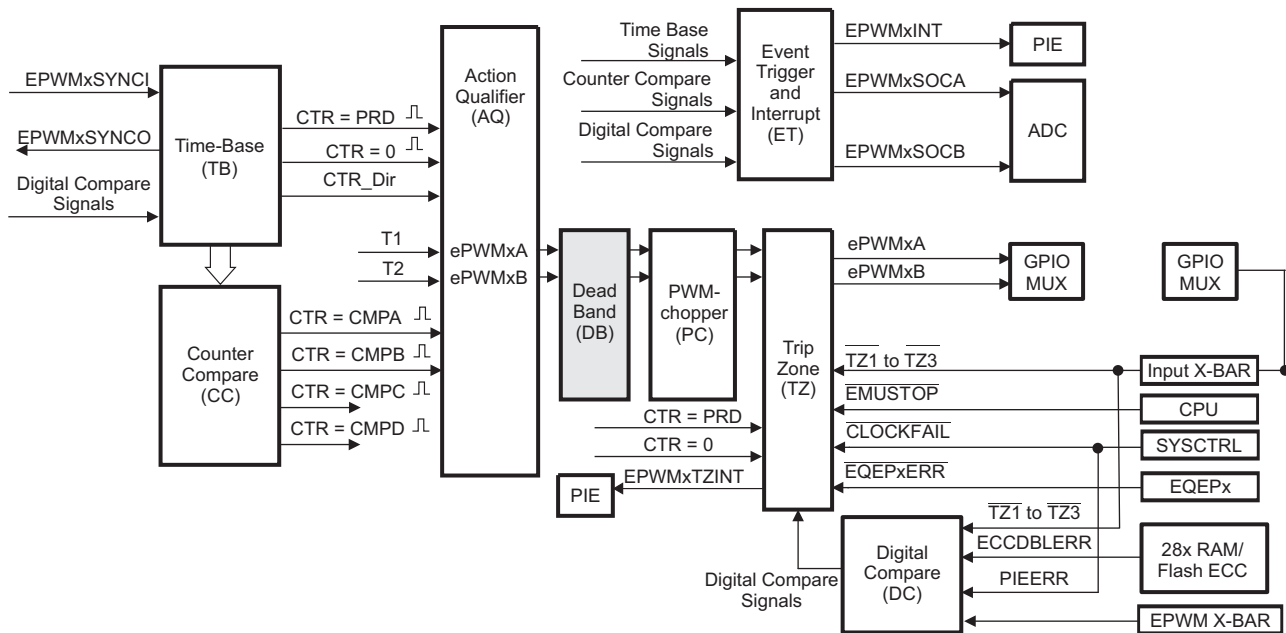 EPWMxSYNCI
EPWMxSYNCO
Digital Compare
Signals
Time-Base
(TB)
CTR = PRD
CTR = 0
CTR_Dir
T1
T2
Counter
Compare
(CC)
CTR = CMPA
CTR = CMPB
CTR = CMPC
CTR = CMPD
Action
Qualifier
(AQ)
ePWMxA
ePWMxB
Time Base
Signals
Counter Compare
Signals
Digital Compare
Signals
Event
Trigger
and
Interrupt
(ET)
EPWMxINT
EPWMxSOCA
EPWMxSOCB
PIE
ADC
Dead
Band
(DB)
PWM-
chopper
(PC)
Trip
Zone
(TZ)
ePWMxA
ePWMxB
GPIO
MUX
GPIO
MUX
TZ1 to TZ3
Input X-BAR
EMUSTOP
CPU
CLOCKFAIL
SYSCTRL
EQEPxERR
EQEPx
CTR = PRD
CTR = 0
EPWMxTZINT
PIE
Digital Compare
Signals
Digital
Compare
(DC)
TZ1 to TZ3
ECCDBLERR
PIEERR
28x RAM/
Flash ECC
EPWM X-BAR